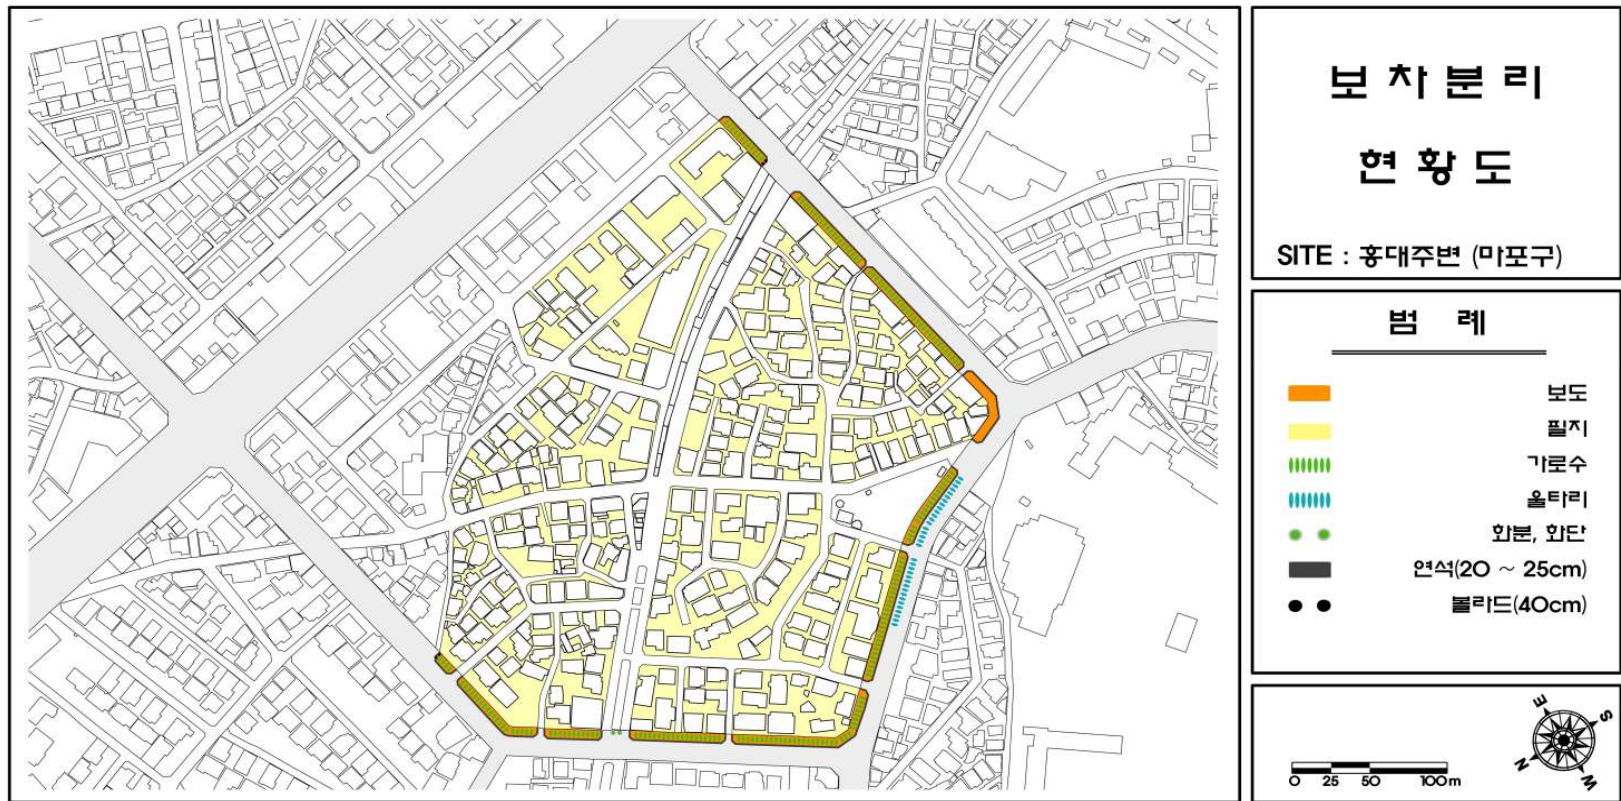 보차분리
현황도
SITE : 홍대주변 (마포구)
범 례
보도
필지
가로수
울타리
화분, 화단
연석(20 ~ 25cm)
볼라드(40cm)
0 25 50 100m
E
S
N
W